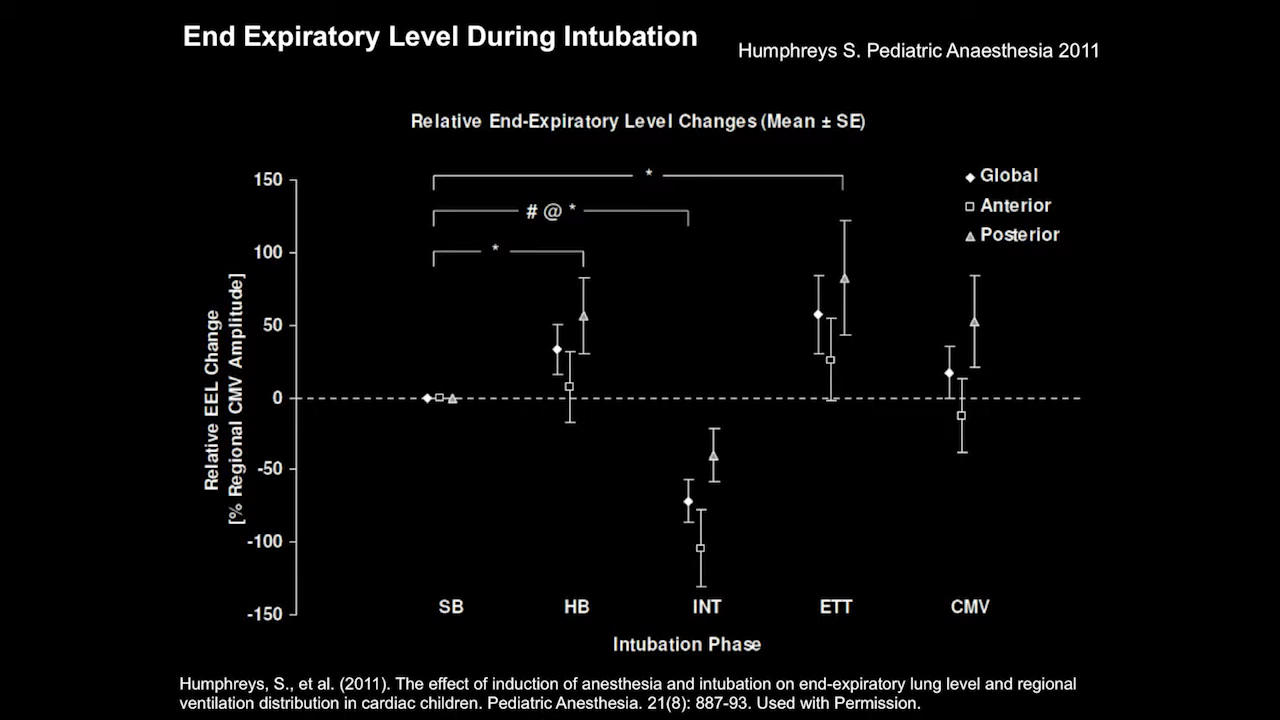 End Expiratory Level During Intubation
Humphreys S. Pediatric Anaesthesia 2011
Relative End-Expiratory Level Changes (Mean ± SE)
Global
Anterior
Posterior
*
# @ *
*
150
100
50
0
-50
-100
-150
Relative EEL Change
[% Regional CMV Amplitude]
SB HB INT ETT CMV
Intubation Phase
Humphreys, S., et al. (2011). The effect of induction of anesthesia and intubation on end-expiratory lung level and regional
ventilation distribution in cardiac children. Pediatric Anesthesia. 21(8): 887-93. Used with Permission.